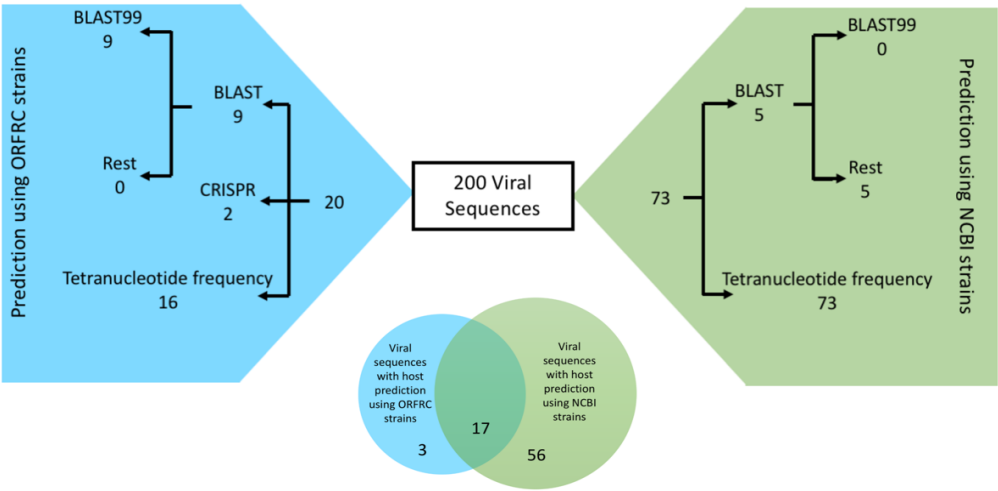 Prediction using ORFRC strains
BLAST99
9
BLAST
9
Rest
0
CRISPR
2
20
Tetranucleotide frequency
16
200 Viral
Sequences
73
BLAST
5
BLAST99
0
Rest
5
Tetranucleotide frequency
73
Prediction using NCBI strains
Viral
sequences
with host
prediction
using ORFRC
strains
3
17
Viral
sequences
with host
prediction
using NCBI
strains
56